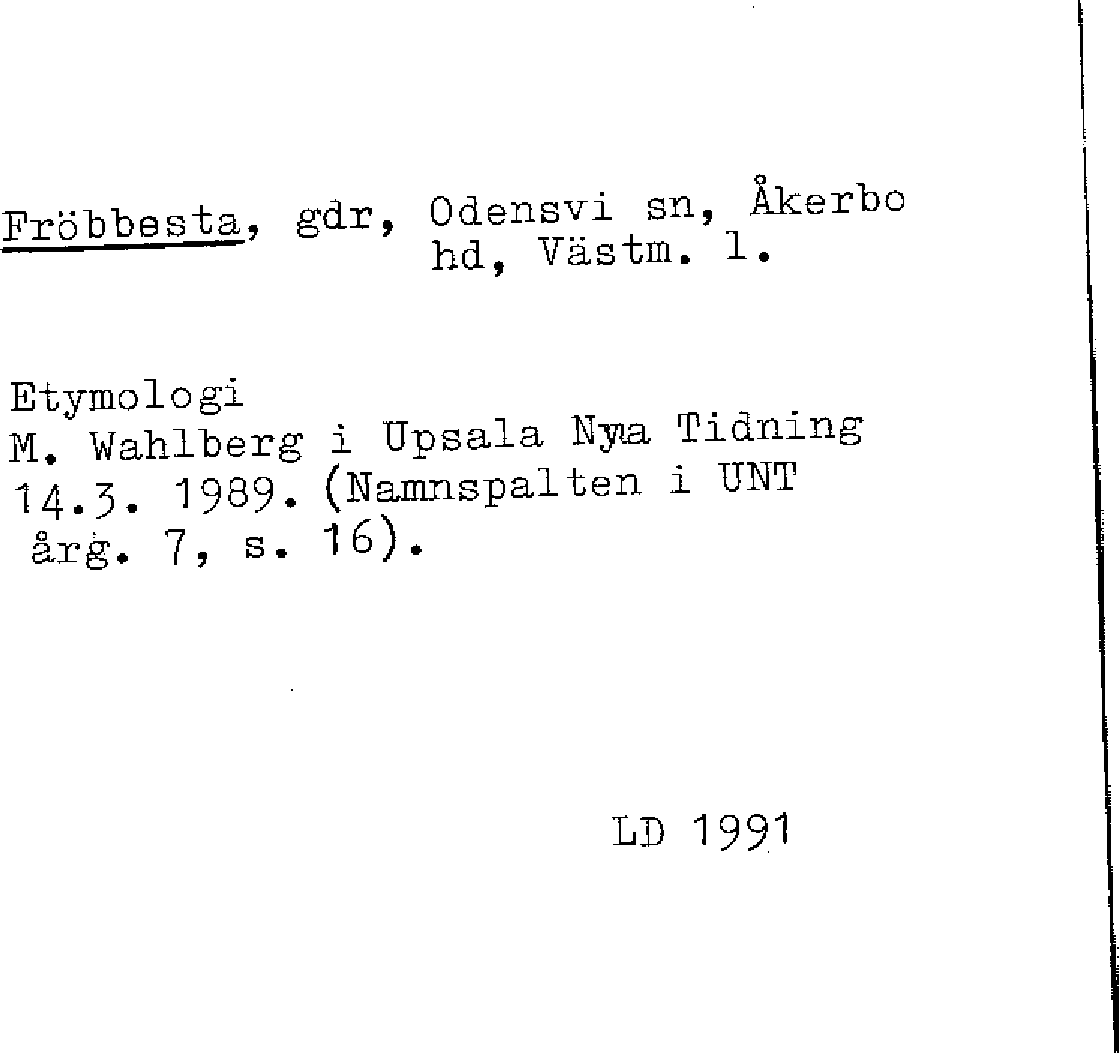 Fröbbesta, gdr, Odensvi sn, Åkerbo
hd, Västm. l.
Etymologi
M. Wahlberg i Upsala Nya Tidning
14.3. 1989. (Namnspalten i UNT
årg. 7, s. 16).
LD 1991